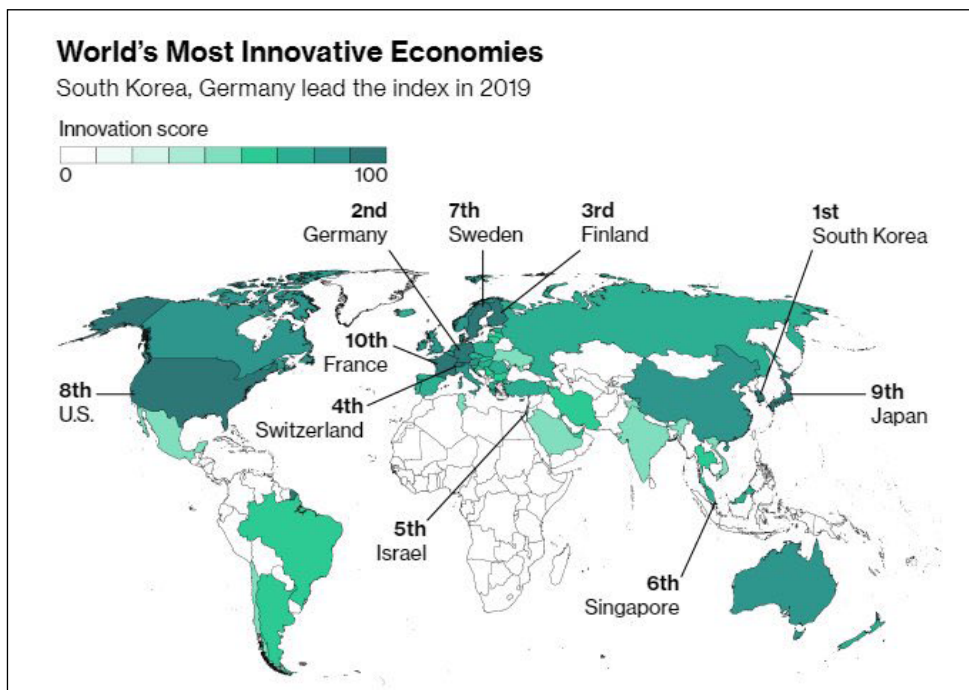 World's Most Innovative Economies
South Korea, Germany lead the index in 2019
Innovation score
0
100
2nd
Germany
7th
Sweden
3rd
Finland
1st
South Korea
10th
France
8th
U.S.
4th
Switzerland
9th
Japan
5th
Israel
6th
Singapore